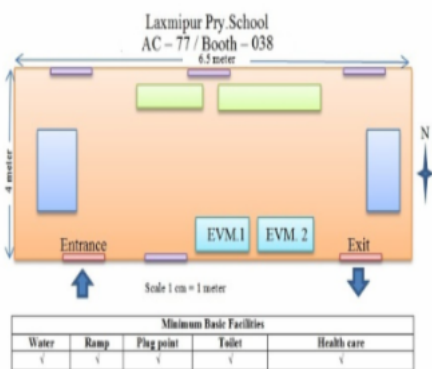 Laxmipur Pry.School
AC – 77 / Booth – 038
6.5 meter
4 meter
N
EVM.1 EVM. 2
Entrance Exit
Scale 1 cm = 1 meter
Minimum Basic Facilities
Water Ramp Plug point Toilet Health care
√ √ √ √ √